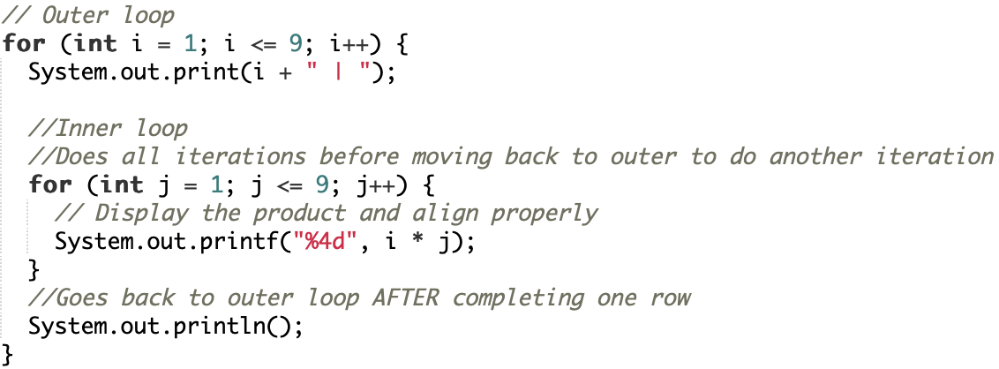 // Outer loop
for (int i = 1; i <= 9; i++) {
  System.out.print(i + " | ");

  //Inner loop
  //Does all iterations before moving back to outer to do another iteration
  for (int j = 1; j <= 9; j++) {
    // Display the product and align properly
    System.out.printf("%4d", i * j);
  }
  //Goes back to outer loop AFTER completing one row
  System.out.println();
}